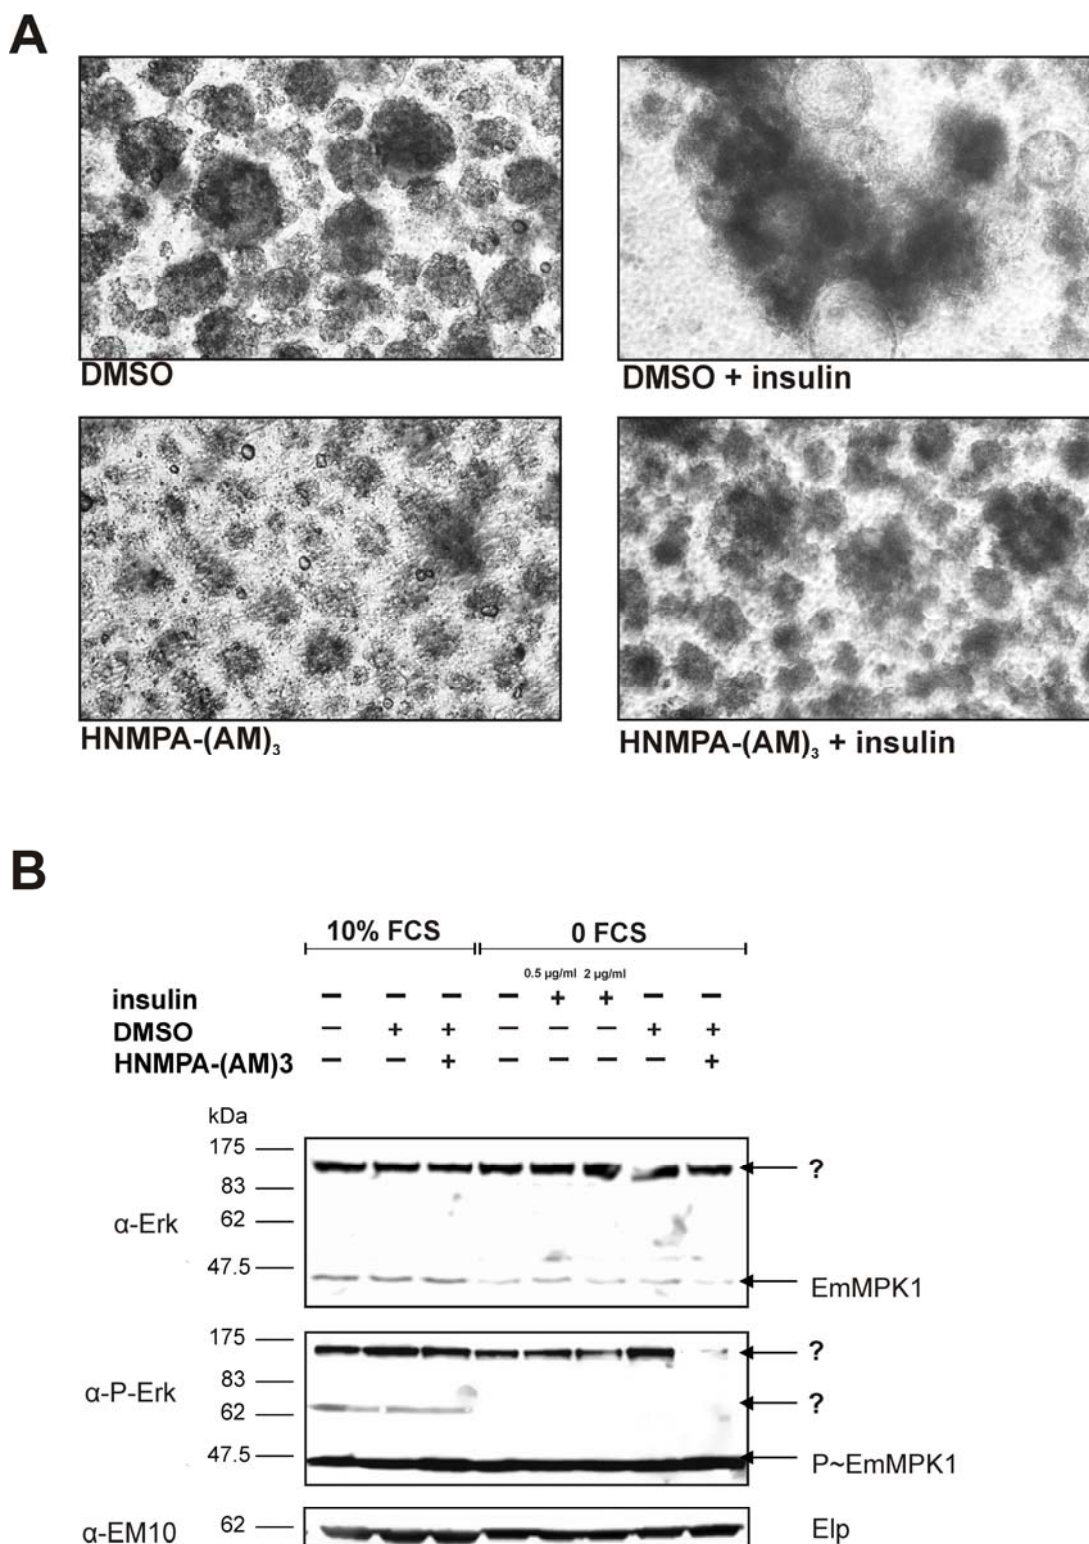 A
DMSO
DMSO + insulin
HNMPA-(AM)₃
HNMPA-(AM)₃ + insulin
B
10% FCS 0 FCS
0.5 µg/ml 2 µg/ml
insulin – – – – + + – –
DMSO – + + – – – + +
HNMPA-(AM)3 – – + – – – – +
kDa
175
?
83
α-Erk
62
47.5
EmMPK1
175
?
83
α-P-Erk
?
62
47.5
P~EmMPK1
α-EM10 62 Elp